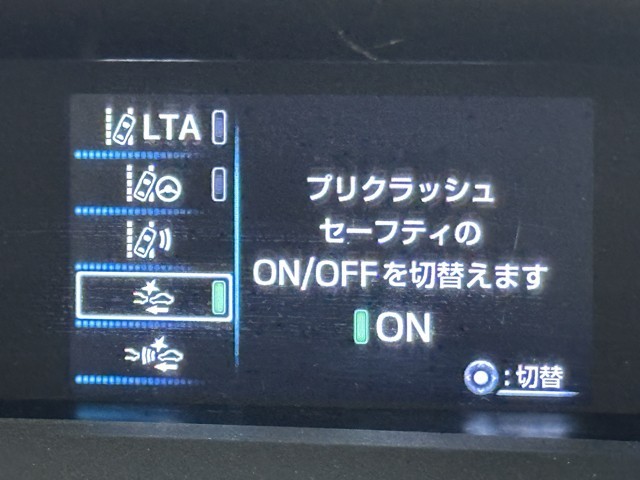 LTA
プリクラッシュ
セーフティの
ON/OFFを切替えます
ON
:切替